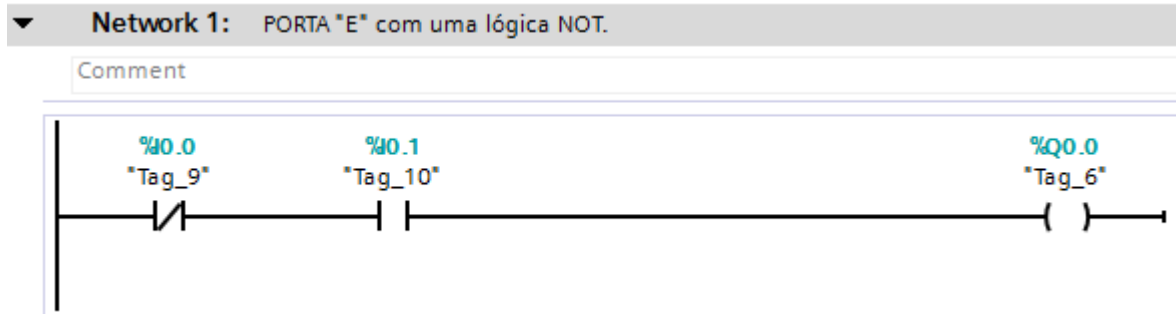 Network 1: PORTA "E" com uma lógica NOT.
Comment
%I0.0 %I0.1 %Q0.0
"Tag_9" "Tag_10" "Tag_6"